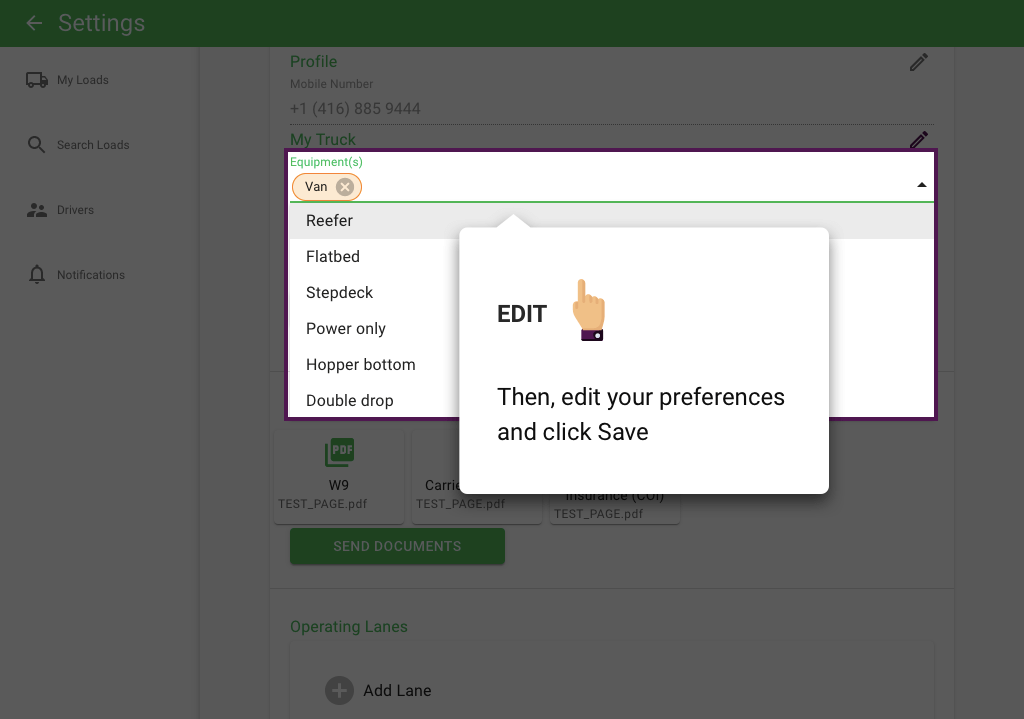 Settings
My Loads
Search Loads
Drivers
Notifications
Profile
Mobile Number
+1 (416) 885 9444
My Truck
Equipment(s)
Van
Reefer
Flatbed
Stepdeck
Power only
Hopper bottom
Double drop
EDIT
Then, edit your preferences
and click Save
PDF
W9
TEST_PAGE.pdf
TEST_PAGE.pdf
Insurance (COI)
TEST_PAGE.pdf
SEND DOCUMENTS
Operating Lanes
Add Lane